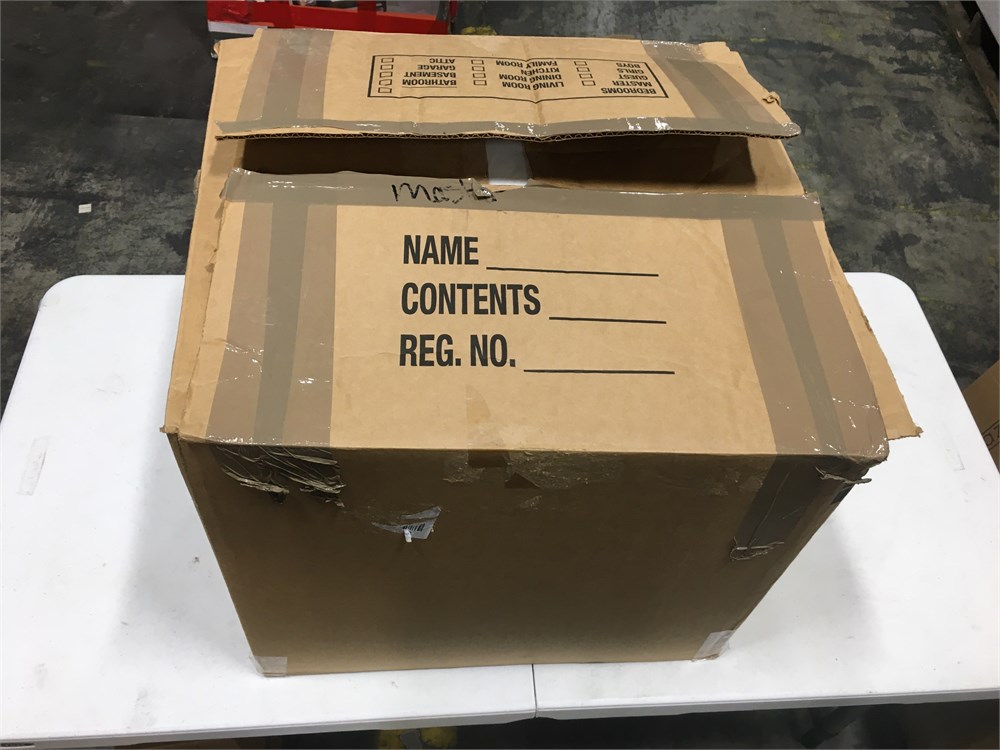 BEDROOMS
MASTER
GUEST
GIRLS
BOYS
LIVING ROOM
DINING ROOM
KITCHEN
FAMILY ROOM
BATHROOM
BASEMENT
GARAGE
ATTIC
NAME
CONTENTS
REG. NO.